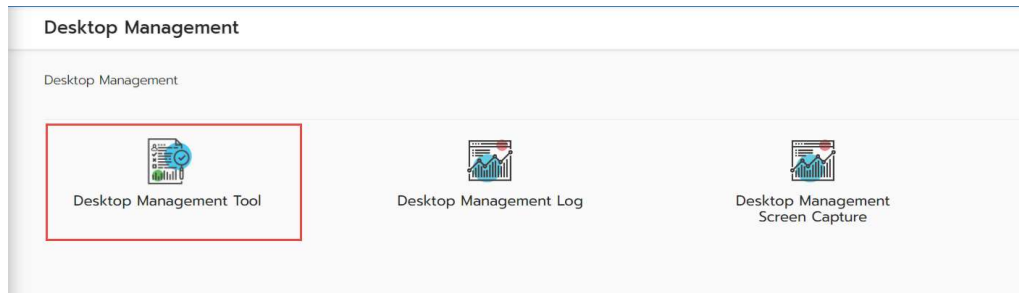 Desktop Management
Desktop Management
Desktop Management Tool
Desktop Management Log
Desktop Management
Screen Capture